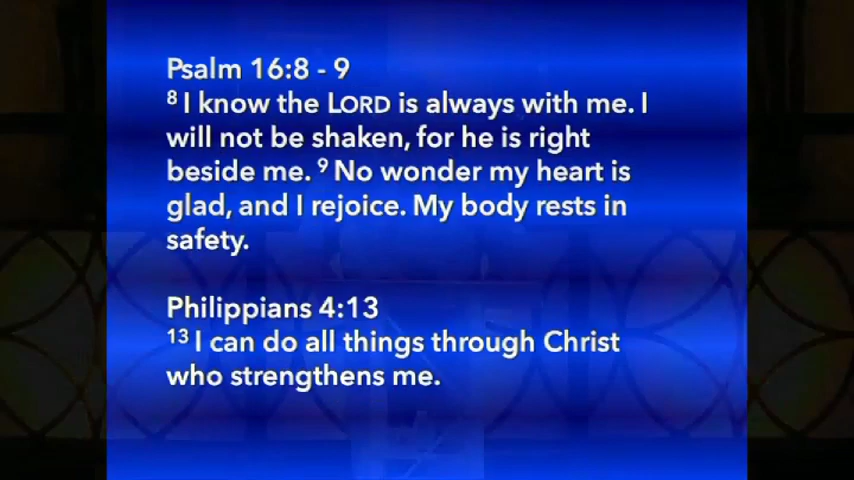 Psalm 16:8 - 9
⁸ I know the LORD is always with me. I
will not be shaken, for he is right
beside me. ⁹ No wonder my heart is
glad, and I rejoice. My body rests in
safety.
Philippians 4:13
¹³ I can do all things through Christ
who strengthens me.